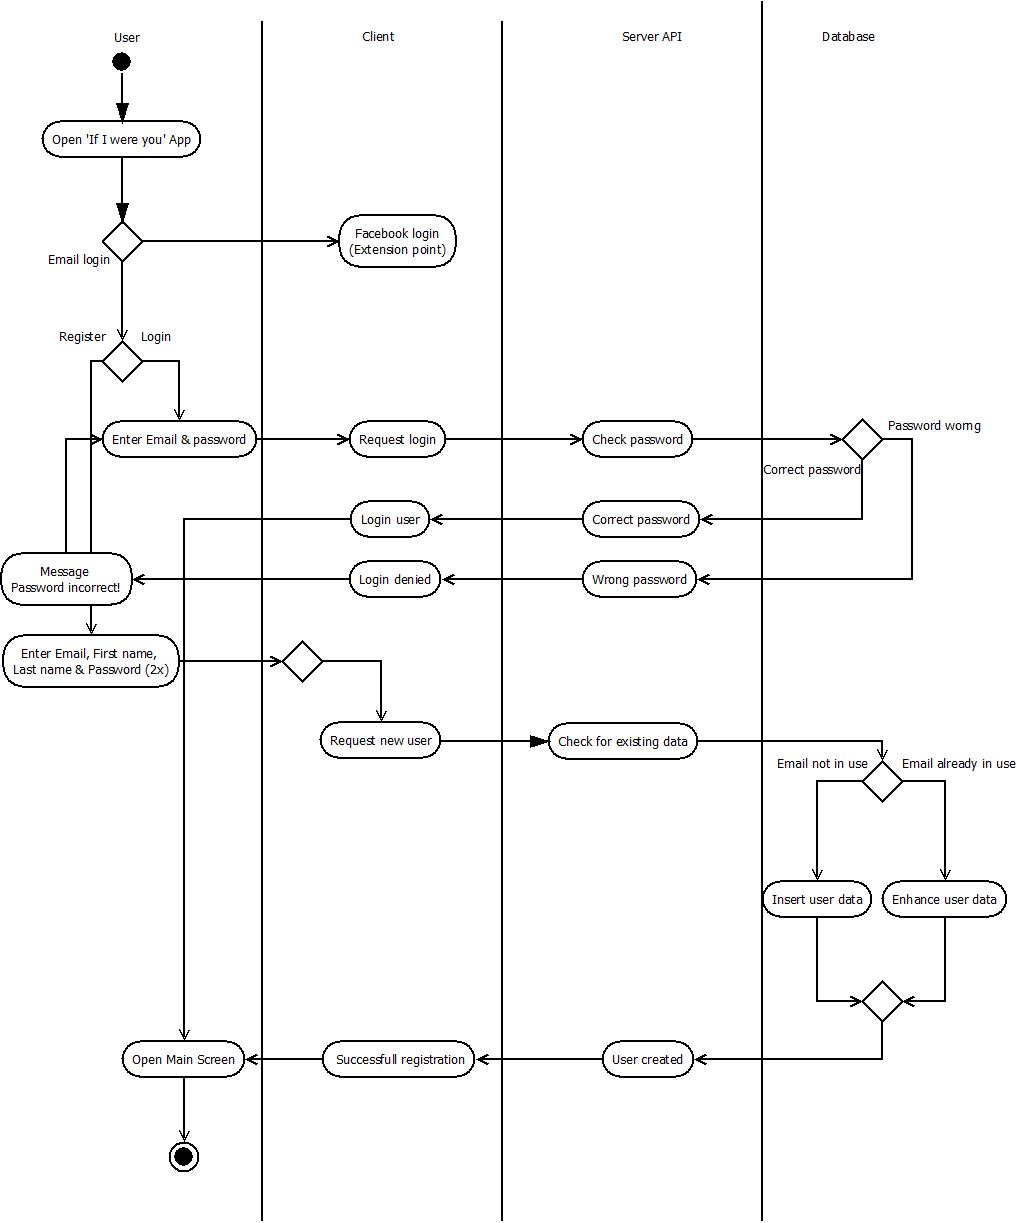 User
Client
Server API
Database
Open 'If I were you' App
Facebook login
(Extension point)
Email login
Register
Login
Enter Email & password
Request login
Check password
Password worng
Correct password
Login user
Correct password
Message
Password incorrect!
Login denied
Wrong password
Enter Email, First name,
Last name & Password (2x)
Request new user
Check for existing data
Email not in use
Email already in use
Insert user data
Enhance user data
Open Main Screen
Successfull registration
User created